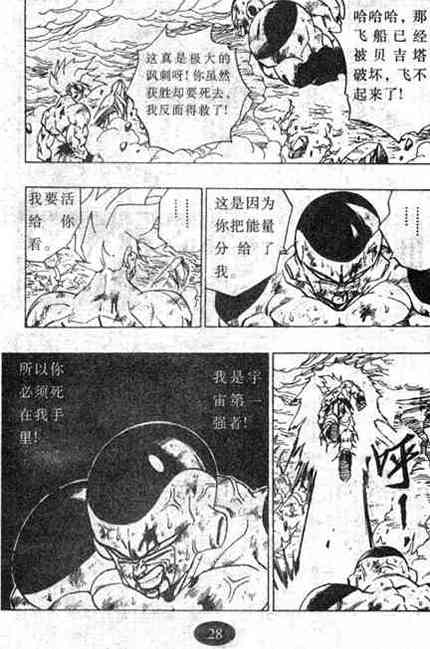 哈哈哈，那
飞船已经
被贝吉塔
破坏，飞不
起来了！
这真是极大的
讽刺呀！你虽然
获胜却要死去，
我反而得救了！
……
这是因为
你把能量
分给了
我。
……
我要活
给你
看。
呼—
我是宇
宙第一
强者！
所以你
必须死
在我手
里！
28